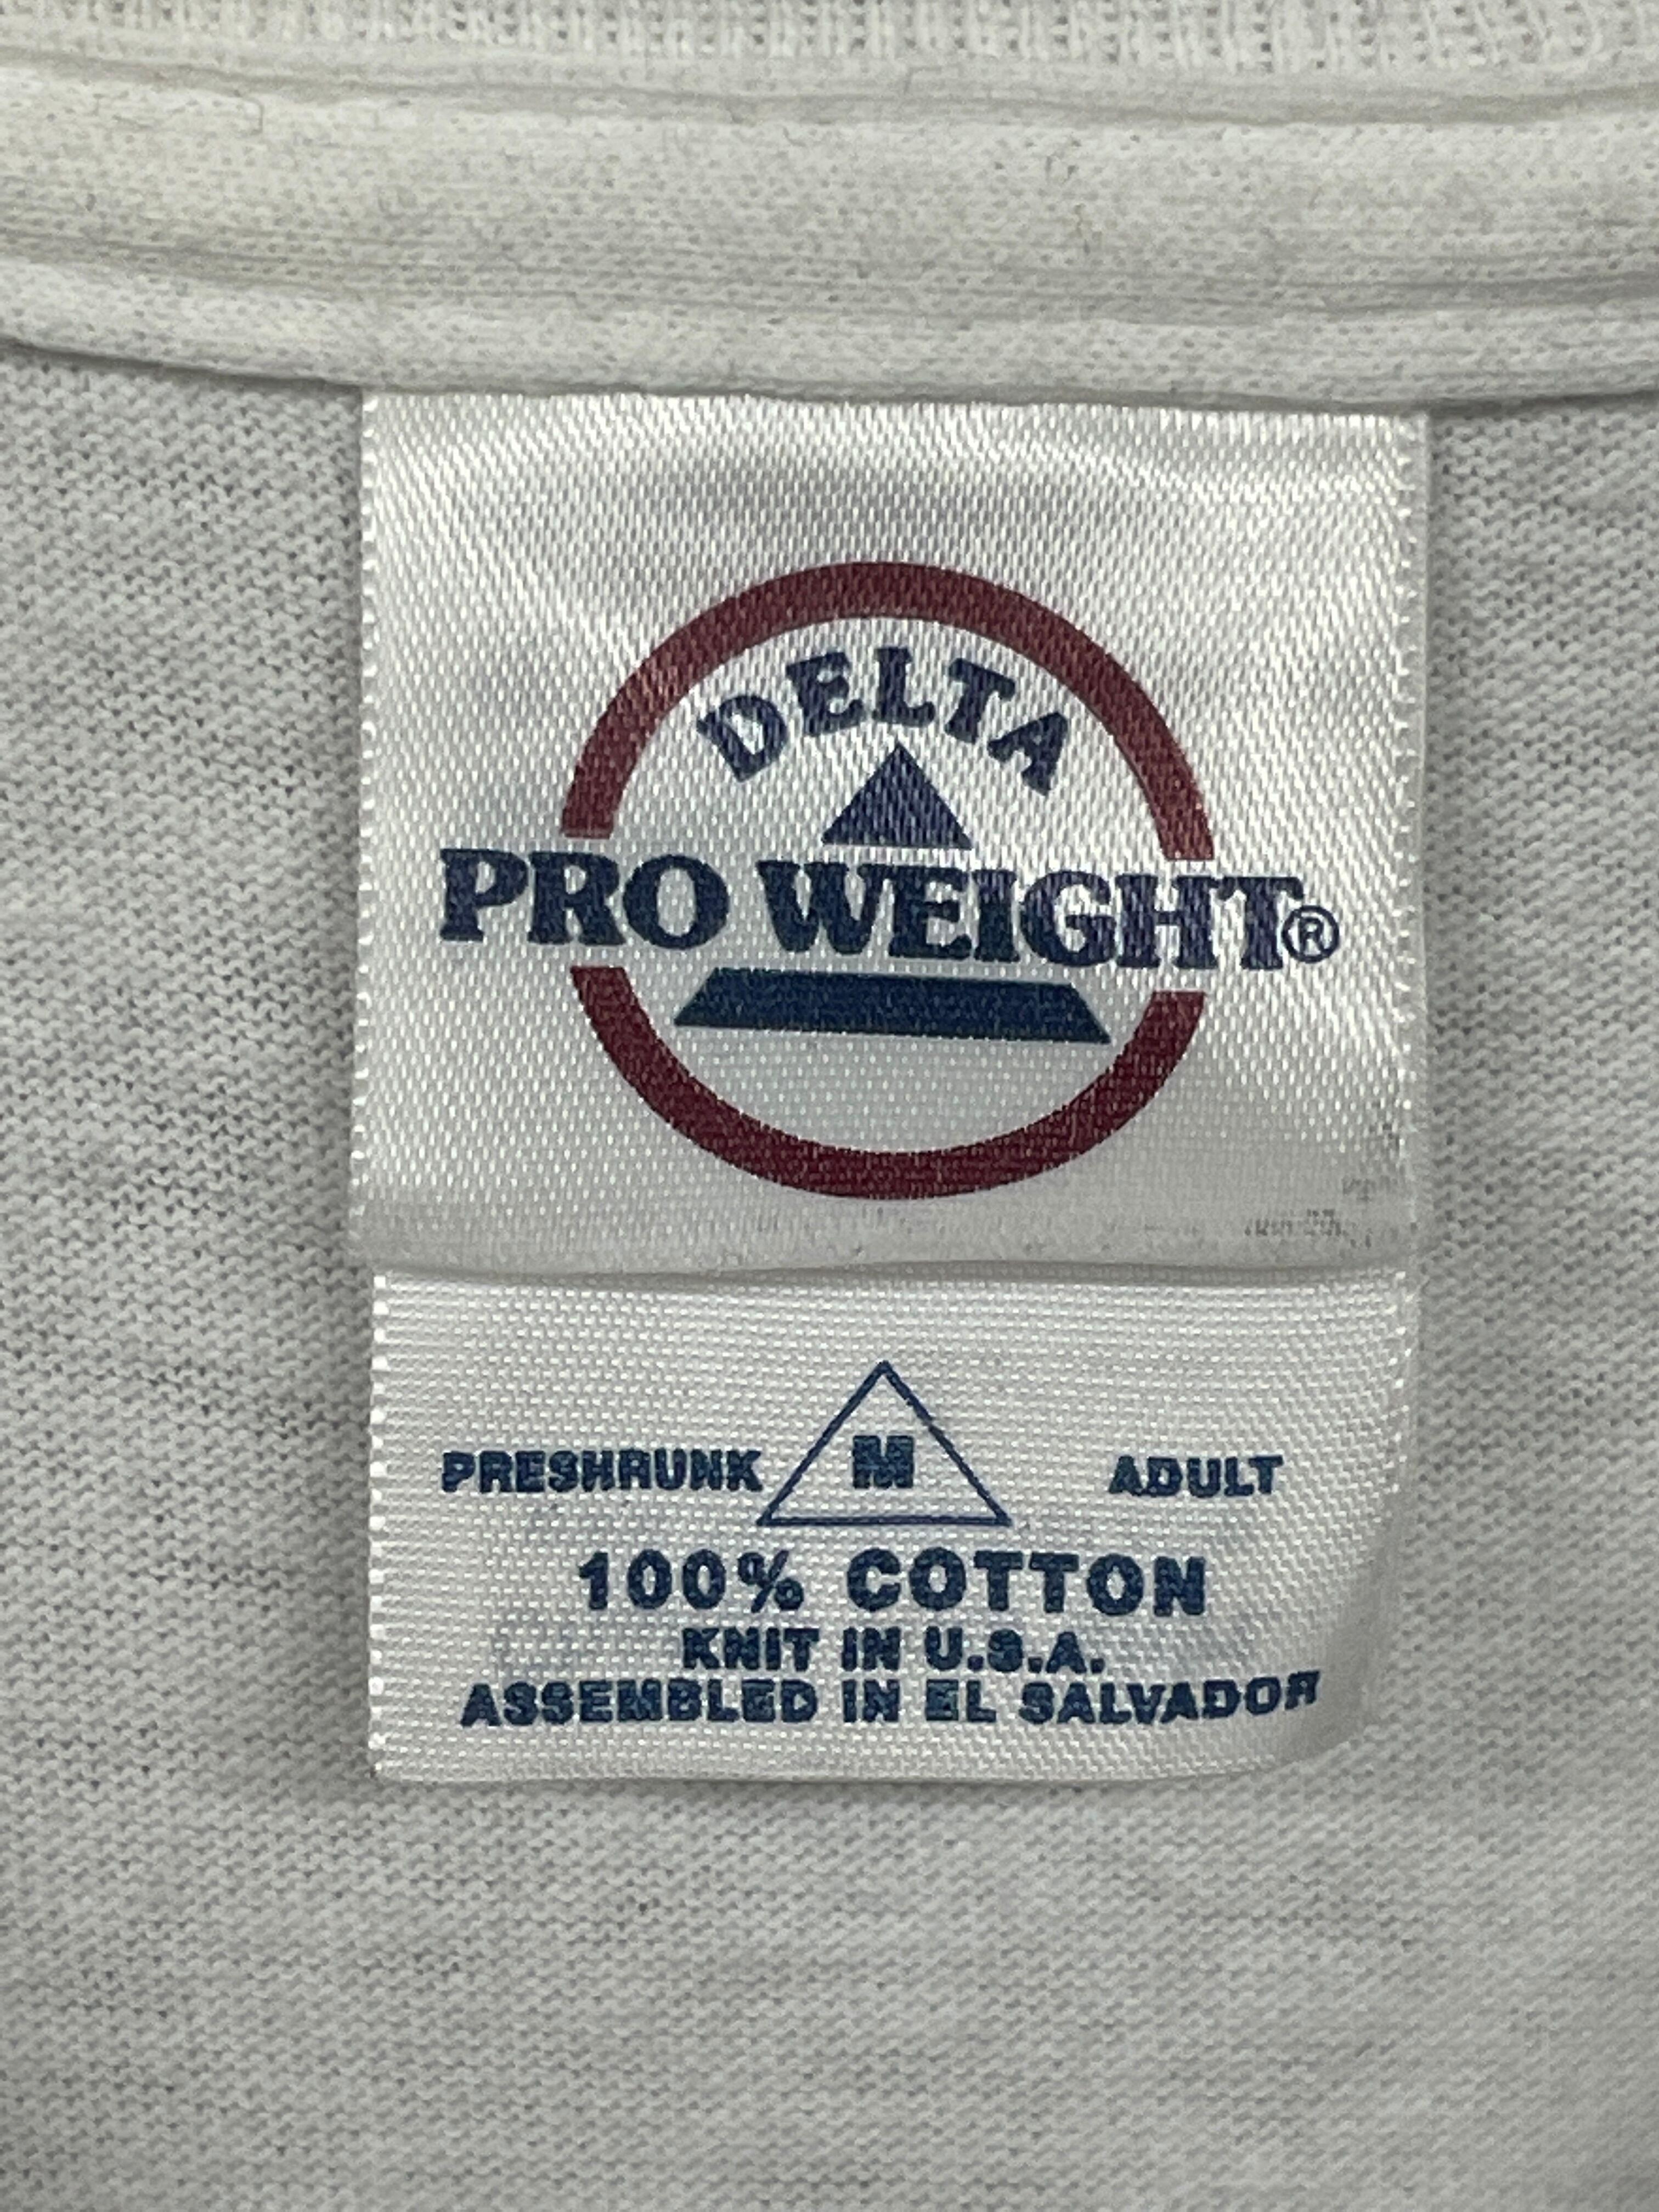 DELTA
PRO WEIGHT®
PRESHRUNK M ADULT
100% COTTON
KNIT IN U.S.A.
ASSEMBLED IN EL SALVADOR